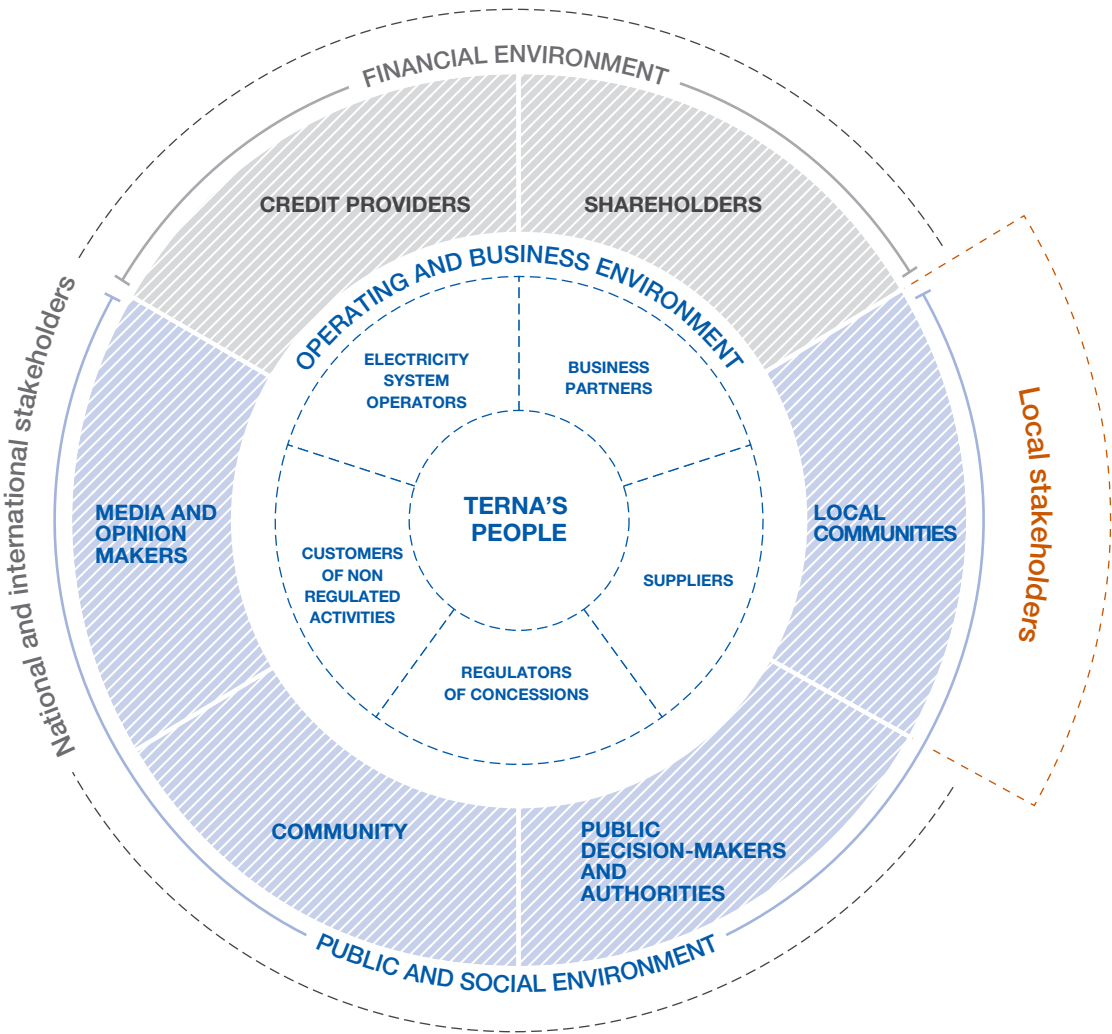 FINANCIAL ENVIRONMENT
CREDIT PROVIDERS
SHAREHOLDERS
OPERATING AND BUSINESS ENVIRONMENT
ELECTRICITY
SYSTEM
OPERATORS
BUSINESS
PARTNERS
National and international stakeholders
MEDIA AND
OPINION
MAKERS
TERNA'S
PEOPLE
LOCAL
COMMUNITIES
Local stakeholders
CUSTOMERS
OF NON
REGULATED
ACTIVITIES
SUPPLIERS
REGULATORS
OF CONCESSIONS
COMMUNITY
PUBLIC
DECISION-MAKERS
AND
AUTHORITIES
PUBLIC AND SOCIAL ENVIRONMENT